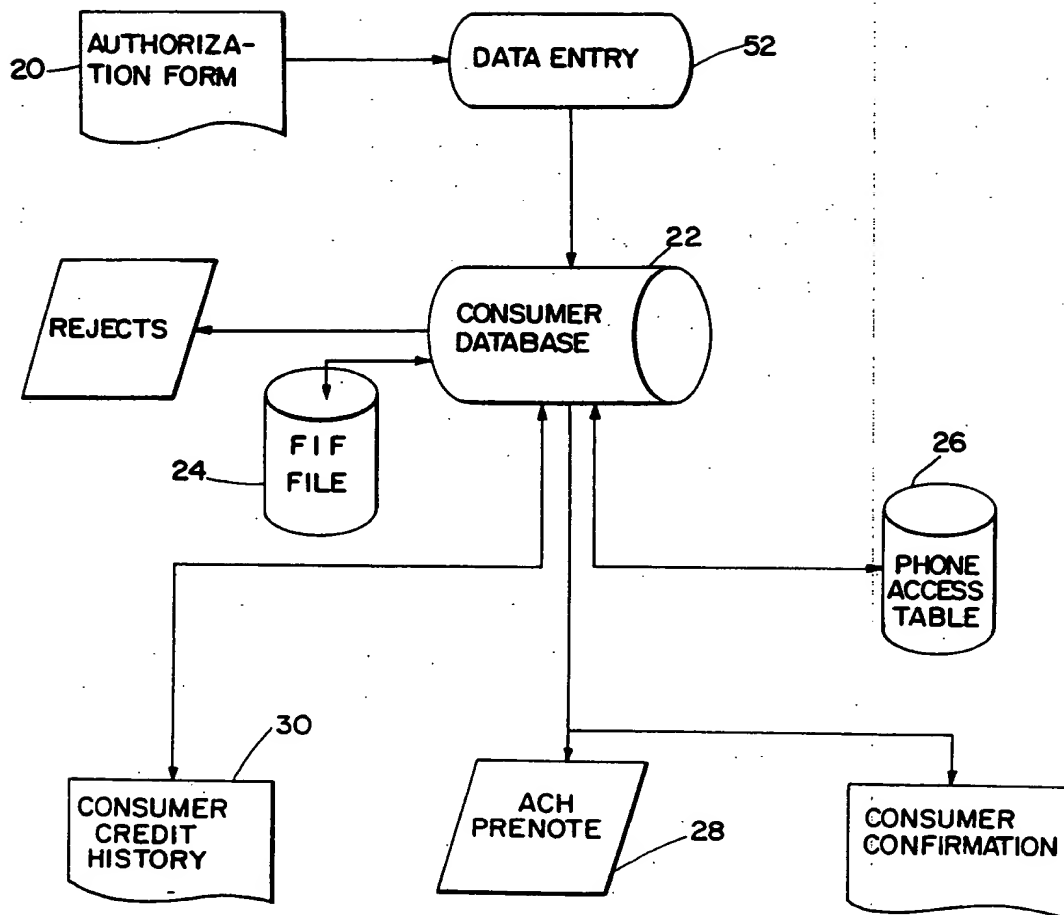 AUTHORIZA-
TION FORM
20
DATA ENTRY
52
22
CONSUMER
DATABASE
REJECTS
FIF
FILE
24
26
PHONE
ACCESS
TABLE
30
CONSUMER
CREDIT
HISTORY
ACH
PRENOTE
28
CONSUMER
CONFIRMATION